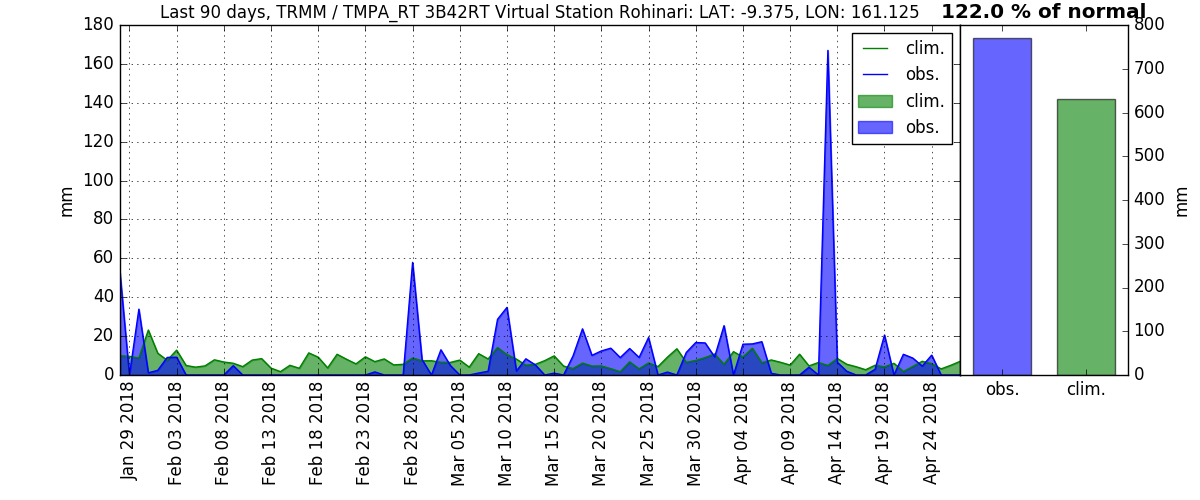 Last 90 days, TRMM / TMPA_RT 3B42RT Virtual Station Rohinari: LAT: -9.375, LON: 161.125
122.0 % of normal
180
160
140
120
100
80
60
40
20
0
mm
clim.
obs.
clim.
obs.
Jan 29 2018
Feb 03 2018
Feb 08 2018
Feb 13 2018
Feb 18 2018
Feb 23 2018
Feb 28 2018
Mar 05 2018
Mar 10 2018
Mar 15 2018
Mar 20 2018
Mar 25 2018
Mar 30 2018
Apr 04 2018
Apr 09 2018
Apr 14 2018
Apr 19 2018
Apr 24 2018
800
700
600
500
400
300
200
100
0
mm
obs.
clim.